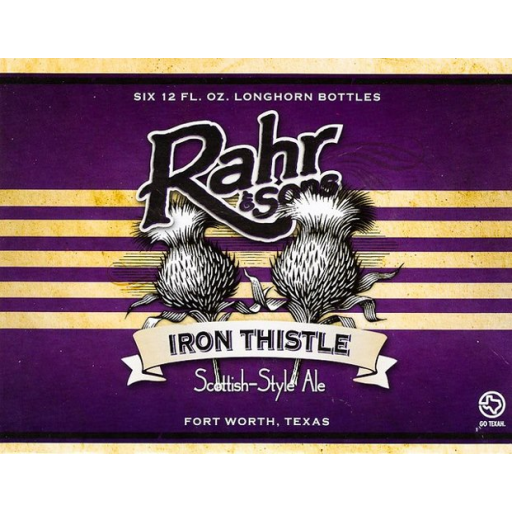 SIX 12 FL. OZ. LONGHORN BOTTLES
Rahr
& Sons
IRON THISTLE
Scottish-Style Ale
FORT WORTH, TEXAS
GO TEXAN.